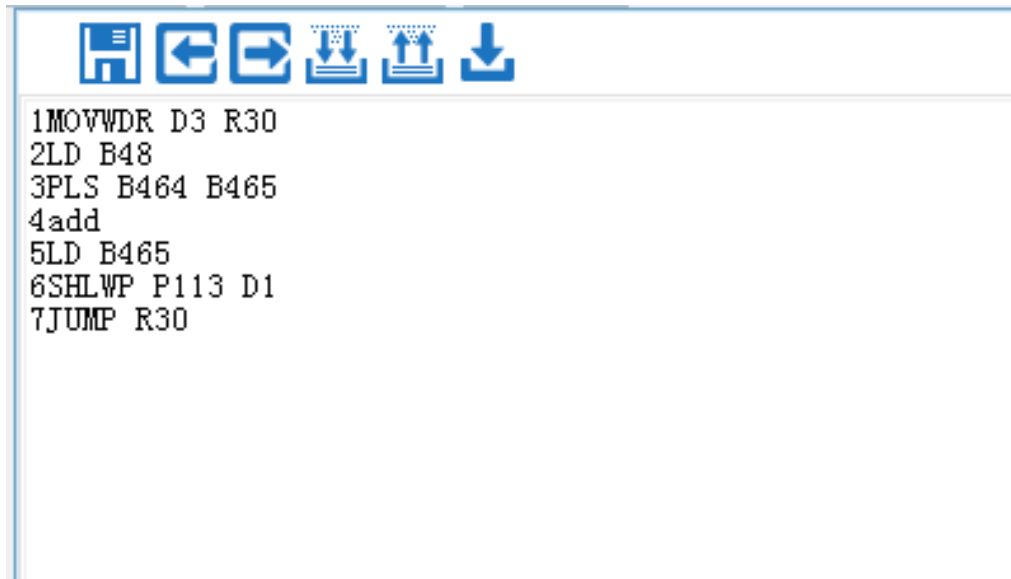 1MOVWDR D3 R30
2LD B48
3PLS B464 B465
4add
5LD B465
6SHLWP P113 D1
7JUMP R30